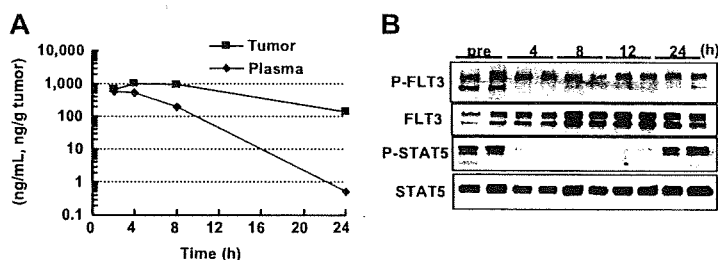 A
(ng/mL, ng/g tumor)
10,000
1,000
100
10
1
0.1
Tumor
Plasma
0 4 8 12 16 20 24
Time (h)
B
pre 4 8 12 24 (h)
P-FLT3
FLT3
P-STAT5
STAT5